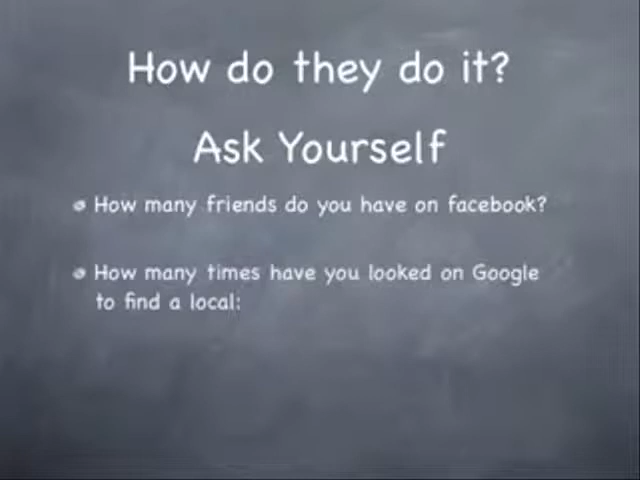 How do they do it?
Ask Yourself
How many friends do you have on facebook?
How many times have you looked on Google
to find a local: